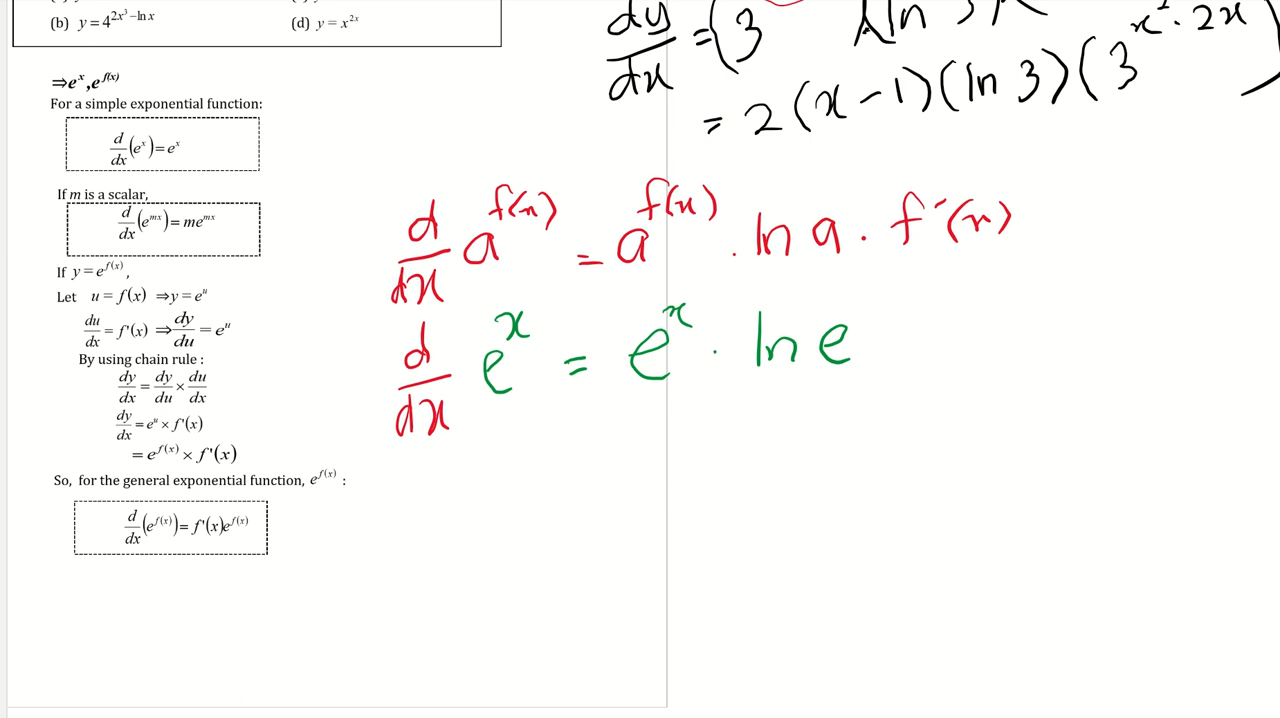 (b) y = 4^{2x³−ln x} (d) y = x^{2x}
dy/dx = (3
= 2(x−1)(ln 3)(3^{x²·2x})
⇒e^x, e^{f(x)}
For a simple exponential function:
d/dx (e^x) = e^x
If m is a scalar,
d/dx (e^{mx}) = me^{mx}
If y = e^{f(x)},
Let u = f(x) ⇒ y = e^u
du/dx = f'(x) ⇒ dy/du = e^u
By using chain rule :
dy/dx = dy/du × du/dx
dy/dx = e^u × f'(x)
= e^{f(x)} × f'(x)
So, for the general exponential function, e^{f(x)} :
d/dx (e^{f(x)}) = f'(x)e^{f(x)}
d/dx a^{f(x)} = a^{f(x)} . ln a . f'(x)
d/dx e^x = e^x . ln e